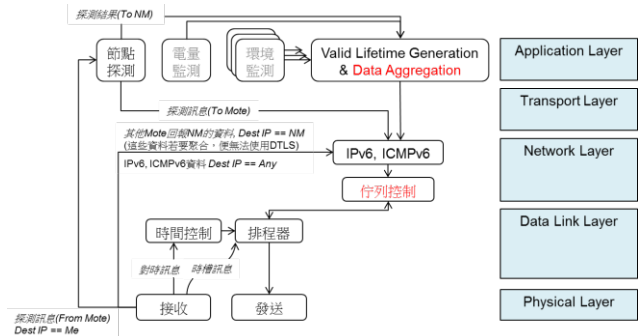 探測結果(To NM)
節點
探測
電量
監測
環境
監測
Valid Lifetime Generation
& Data Aggregation
Application Layer
Transport Layer
探測訊息(To Mote)
其他Mote回報NM的資料, Dest IP == NM
(這些資料若要聚合，便無法使用DTLS)
IPv6, ICMPv6資料 Dest IP == Any
IPv6, ICMPv6
Network Layer
佇列控制
Data Link Layer
時間控制
排程器
對時訊息
時槽訊息
接收
發送
Physical Layer
探測訊息(From Mote)
Dest IP == Me